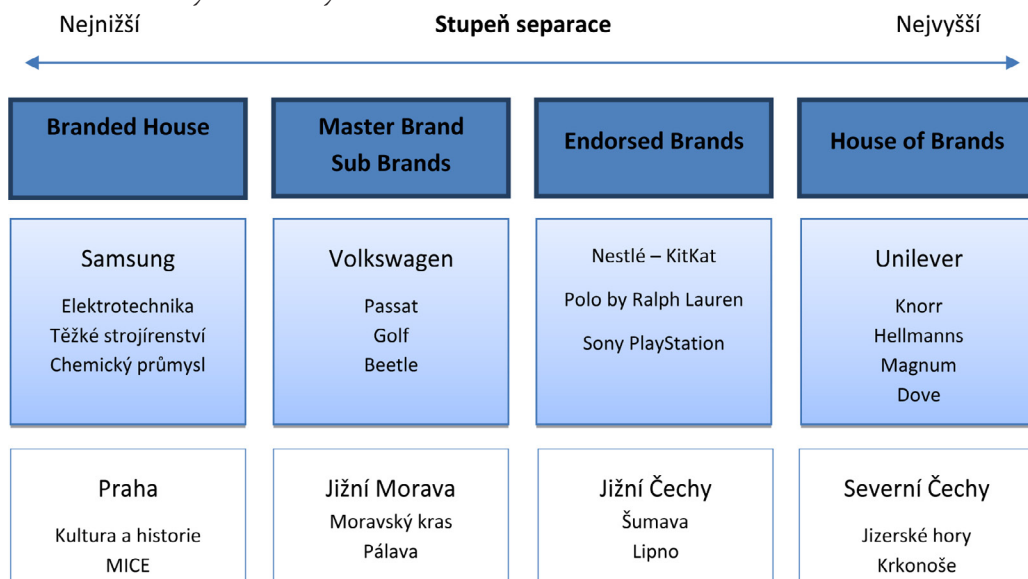 Nejnižší
Stupeň separace
Nejvyšší
Branded House
Master Brand
Sub Brands
Endorsed Brands
House of Brands
Samsung
Elektrotechnika
Těžké strojírenství
Chemický průmysl
Volkswagen
Passat
Golf
Beetle
Nestlé – KitKat
Polo by Ralph Lauren
Sony PlayStation
Unilever
Knorr
Hellmanns
Magnum
Dove
Praha
Kultura a historie
MICE
Jižní Morava
Moravský kras
Pálava
Jižní Čechy
Šumava
Lipno
Severní Čechy
Jizerské hory
Krkonoše